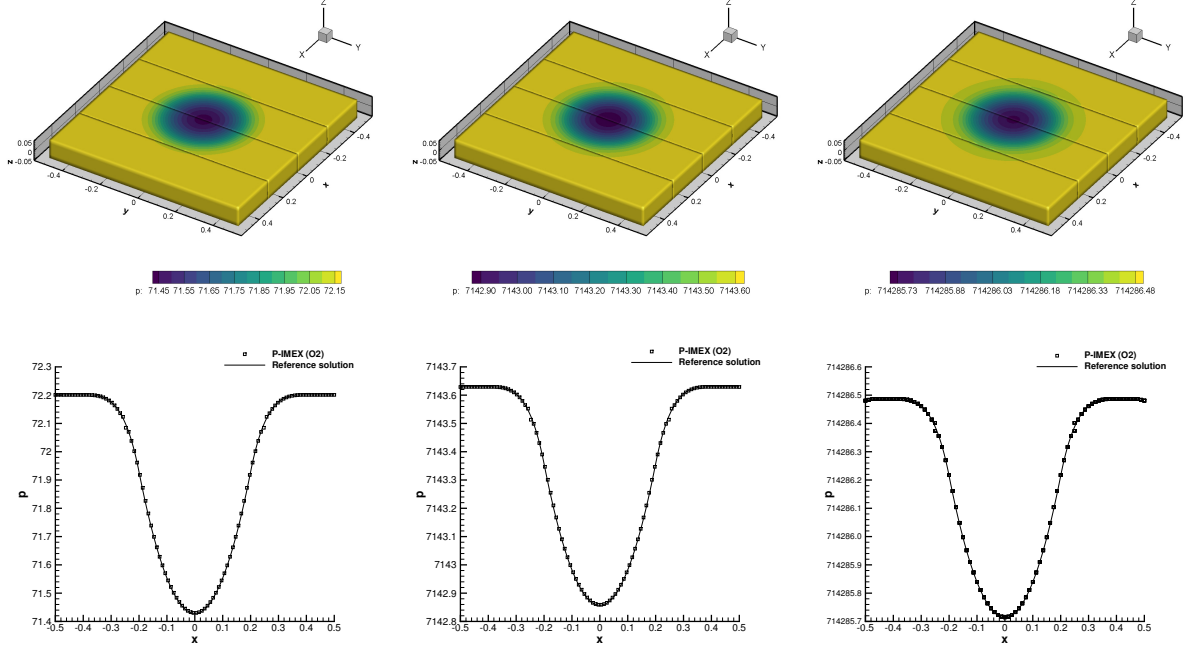 Z
X
Y
z
0.05
0
-0.05
-0.4
-0.2
0
0.2
0.4
y
-0.4
-0.2
0
0.2
0.4
x
p: 71.45 71.55 71.65 71.75 71.85 71.95 72.05 72.15
Z
X
Y
z
0.05
0
-0.05
-0.4
-0.2
0
0.2
0.4
y
-0.4
-0.2
0
0.2
0.4
x
p: 7142.90 7143.00 7143.10 7143.20 7143.30 7143.40 7143.50 7143.60
Z
X
Y
z
0.05
0
-0.05
-0.4
-0.2
0
0.2
0.4
y
-0.4
-0.2
0
0.2
0.4
x
p: 714285.73 714285.88 714286.03 714286.18 714286.33 714286.48
P-IMEX (O2)
Reference solution
p
72.3
72.2
72.1
72
71.9
71.8
71.7
71.6
71.5
71.4
-0.5 -0.4 -0.3 -0.2 -0.1 0 0.1 0.2 0.3 0.4 0.5
x
P-IMEX (O2)
Reference solution
p
7143.7
7143.6
7143.5
7143.4
7143.3
7143.2
7143.1
7143
7142.9
7142.8
-0.5 -0.4 -0.3 -0.2 -0.1 0 0.1 0.2 0.3 0.4 0.5
x
P-IMEX (O2)
Reference solution
p
714286.6
714286.5
714286.4
714286.3
714286.2
714286.1
714286.0
714285.9
714285.8
714285.7
-0.5 -0.4 -0.3 -0.2 -0.1 0 0.1 0.2 0.3 0.4 0.5
x